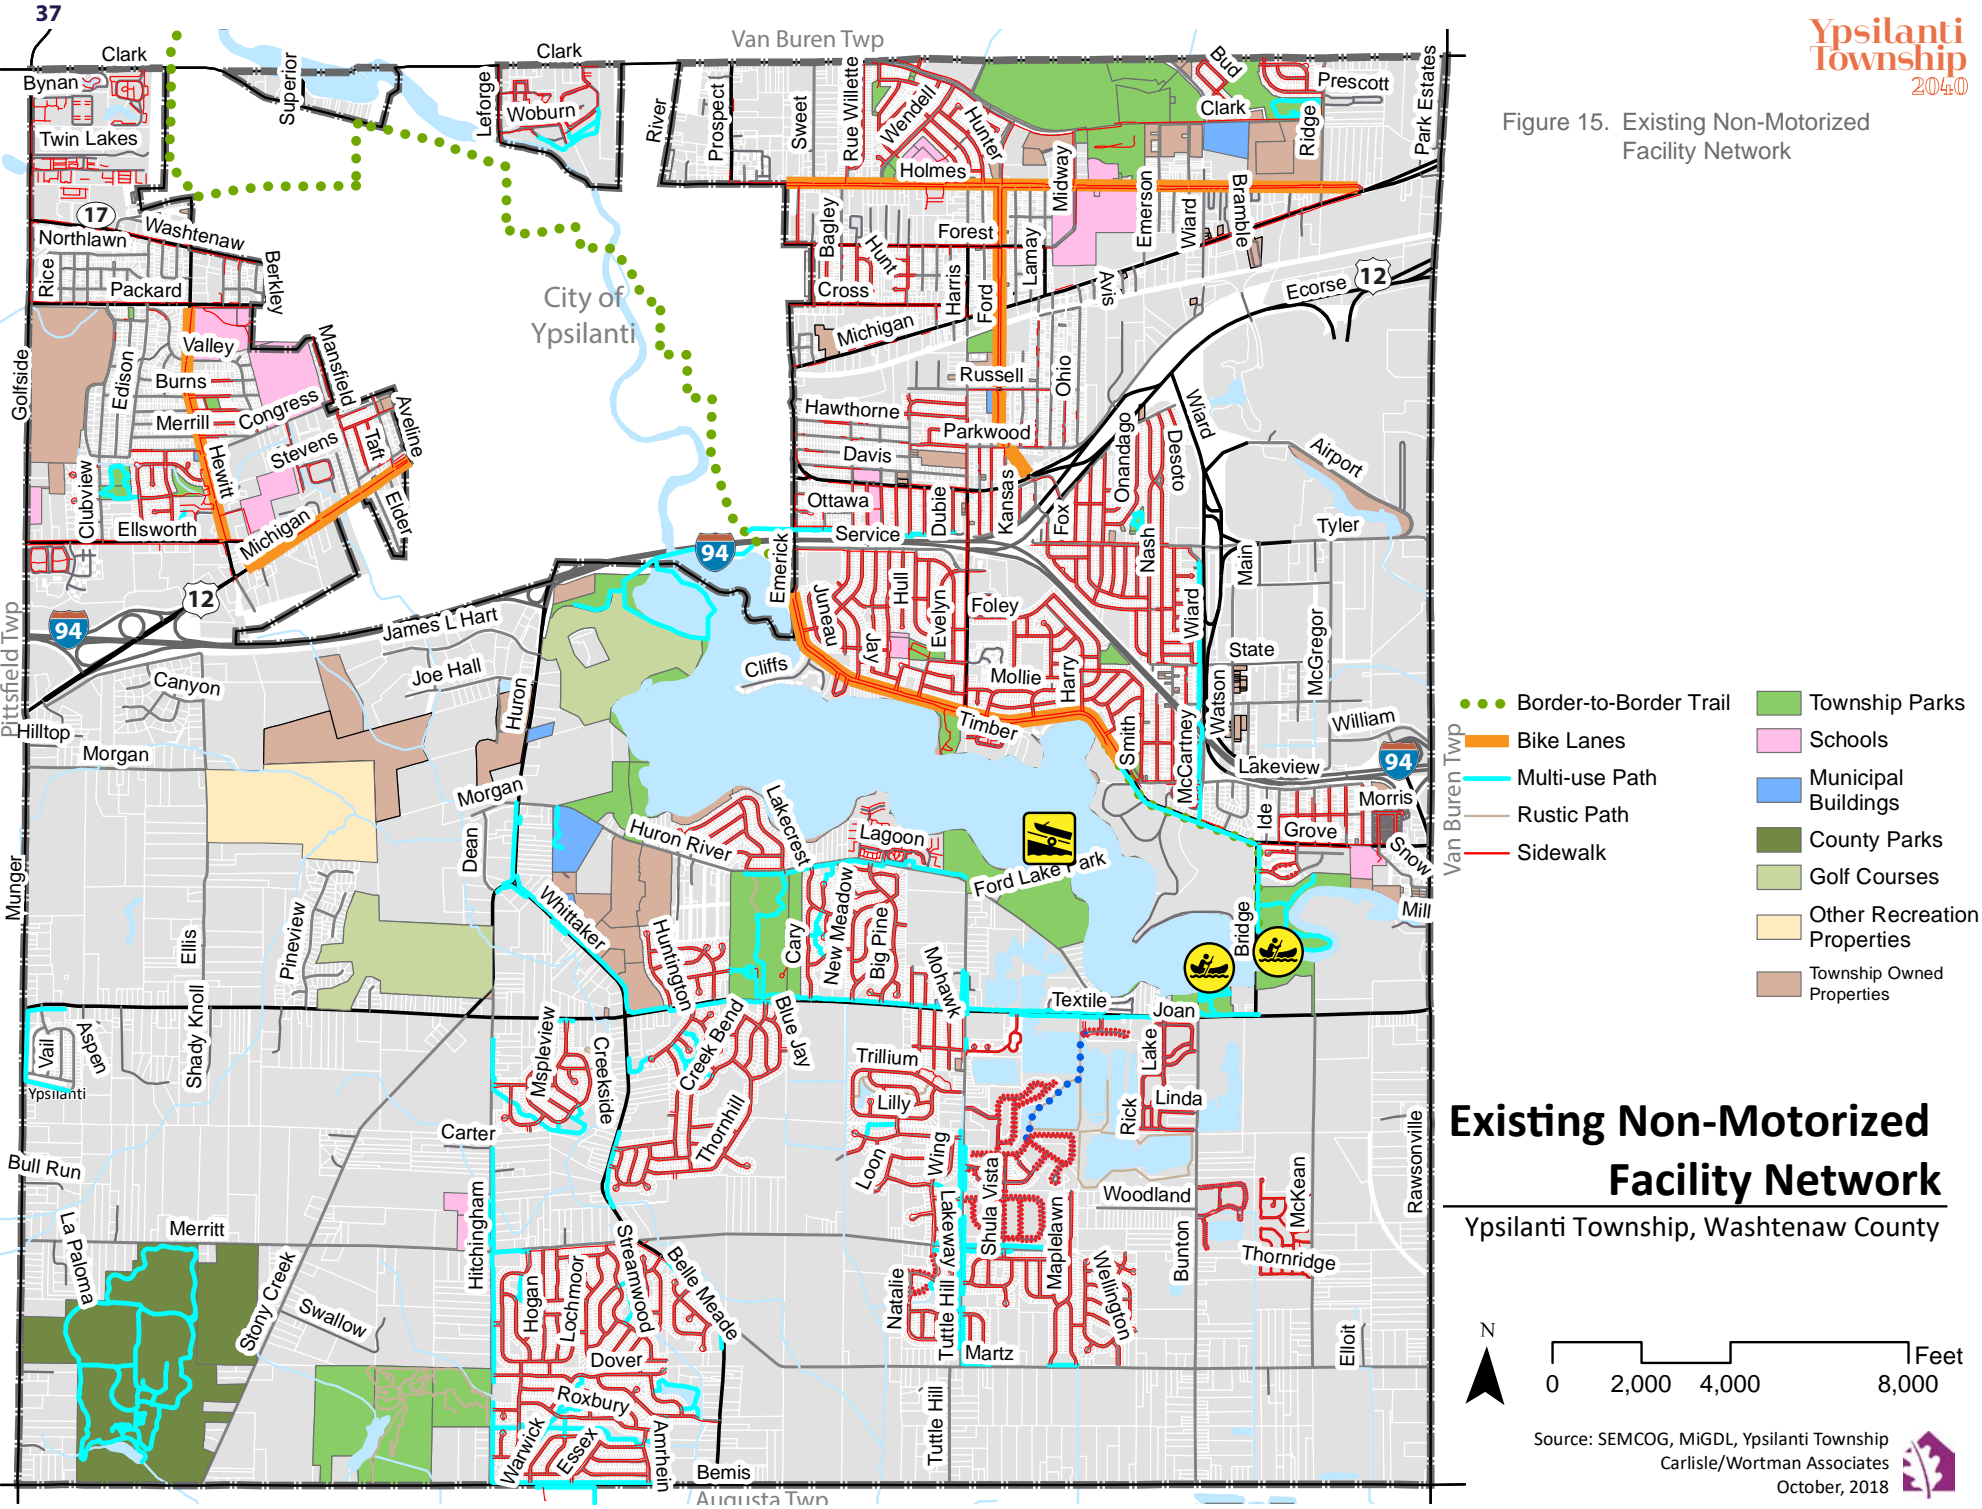 37
Ypsilanti
Township
2040
Figure 15. Existing Non-Motorized
Facility Network
Van Buren Twp
Clark
Clark
Bynan
Superior
Leforge
Woburn
River
Prospect
Sweet
Rue Willette
Wendell
Hunter
Bud
Prescott
Clark
Ridge
Park Estates
Twin Lakes
Holmes
Midway
Emerson
Wiard
Bramble
17
Washtenaw
Northlawn
Rice
Packard
Berkley
Bagley
Hunt
Forest
Lamay
Cross
Harris
Ford
Avis
Ecorse
12
City of
Ypsilanti
Michigan
Golfside
Edison
Valley
Mansfield
Burns
Merrill
Congress
Aveline
Stevens
Taft
Hewitt
Clubview
Ellsworth
Michigan
Elder
Russell
Ohio
Hawthorne
Parkwood
Davis
Onandago
Desoto
Wiard
Airport
Ottawa
Dubie
Kansas
Fox
Nash
Tyler
Service
94
Emerick
Main
12
94
Pittsfield Twp
James L Hart
Juneau
Hull
Evelyn
Foley
Jay
Wiard
State
McGregor
Canyon
Joe Hall
Cliffs
Mollie
Harry
Huron
Watson
William
Hilltop
Morgan
Timber
Smith
McCartney
Lakeview
94
Van Buren Twp
Morgan
Dean
Huron River
Lakecrest
Lagoon
Ford Lake Park
Ide
Grove
Morris
Snow
Mill
Munger
Ellis
Pineview
Whittaker
Huntington
Cary
New Meadow
Big Pine
Mohawk
Bridge
Textile
Joan
Vail
Aspen
Shady Knoll
Mspleview
Creekside
Creek Bend
Blue Jay
Trillium
Lilly
Lake
Linda
Rick
Ypsilanti
Carter
Thornhill
Loon
Wing
Rawsonville
Bull Run
La Paloma
Merritt
Hitchingham
Lakeway
Shula Vista
Maplelawn
Woodland
McKean
Bunton
Thornridge
Stony Creek
Swallow
Hogan
Lochmoor
Streamwood
Belle Meade
Natalie
Tuttle Hill
Wellington
Martz
Elloit
Dover
Roxbury
Warwick
Essex
Amrhein
Tuttle Hill
Bemis
Augusta Twp
Border-to-Border Trail
Bike Lanes
Multi-use Path
Rustic Path
Sidewalk
Township Parks
Schools
Municipal
Buildings
County Parks
Golf Courses
Other Recreation
Properties
Township Owned
Properties
Existing Non-Motorized
Facility Network
Ypsilanti Township, Washtenaw County
N
Feet
0 2,000 4,000 8,000
Source: SEMCOG, MiGDL, Ypsilanti Township
Carlisle/Wortman Associates
October, 2018